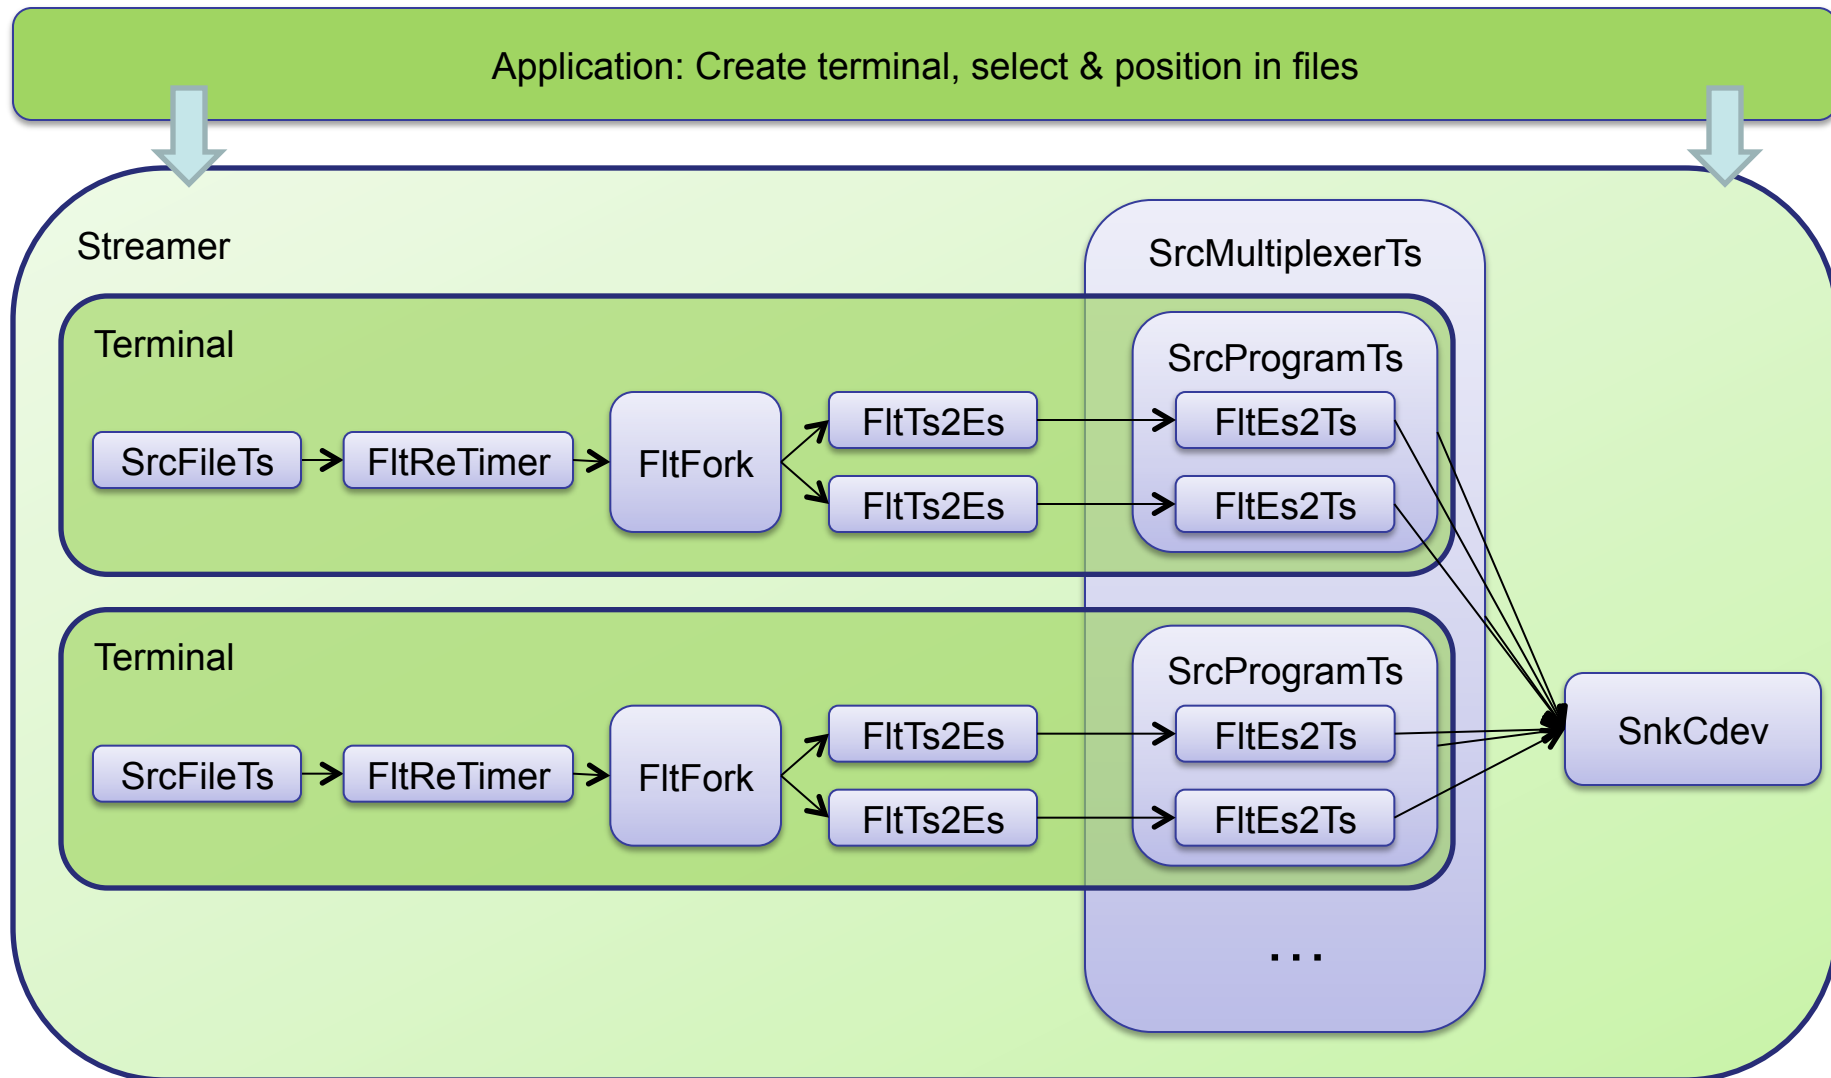 Application: Create terminal, select & position in files
Streamer
SrcMultiplexerTs
Terminal
SrcProgramTs
FltTs2Es
FltEs2Ts
SrcFileTs
FltReTimer
FltFork
FltTs2Es
FltEs2Ts
Terminal
SrcProgramTs
FltTs2Es
FltEs2Ts
SnkCdev
SrcFileTs
FltReTimer
FltFork
FltTs2Es
FltEs2Ts
...